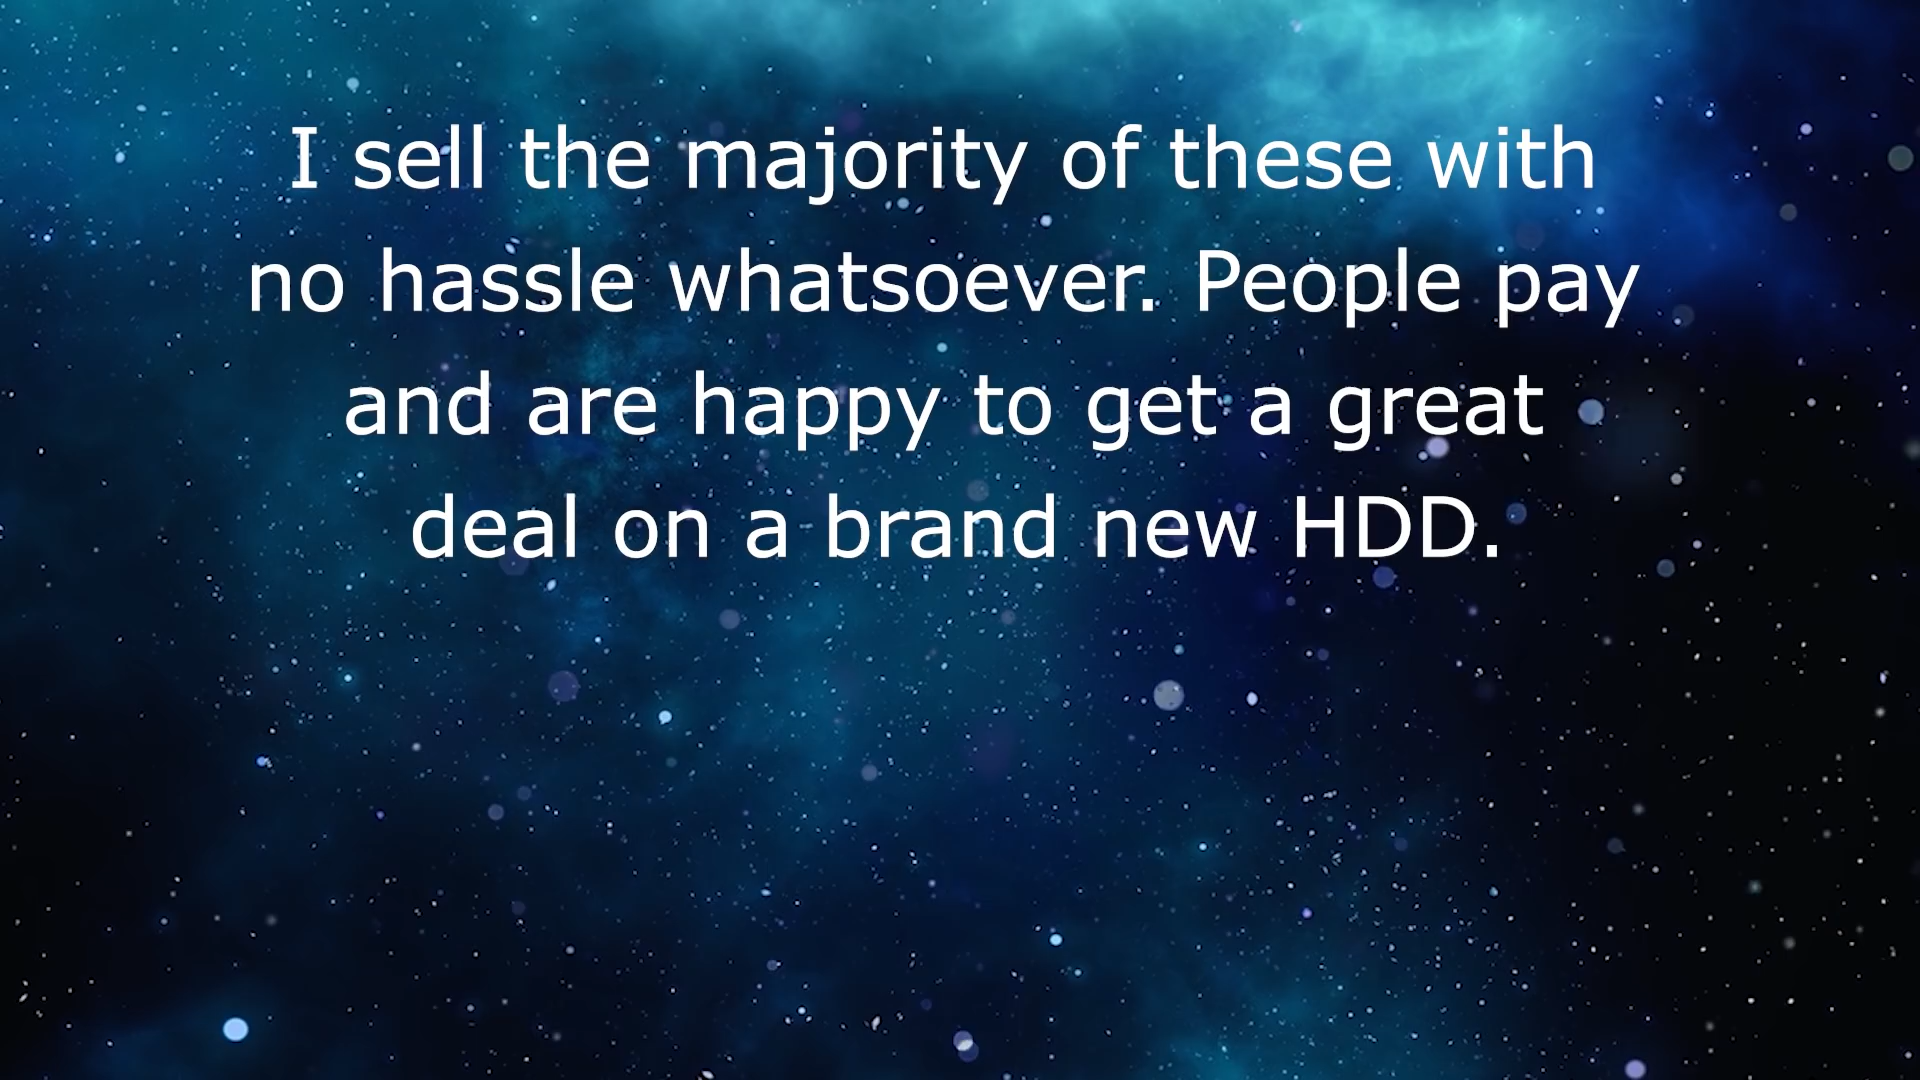 I sell the majority of these with
no hassle whatsoever. People pay
and are happy to get a great
deal on a brand new HDD.